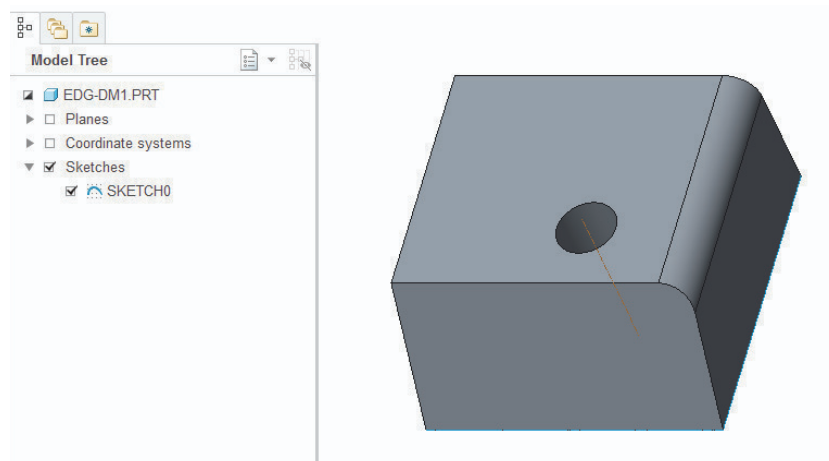 Model Tree
EDG-DM1.PRT
Planes
Coordinate systems
Sketches
SKETCH0